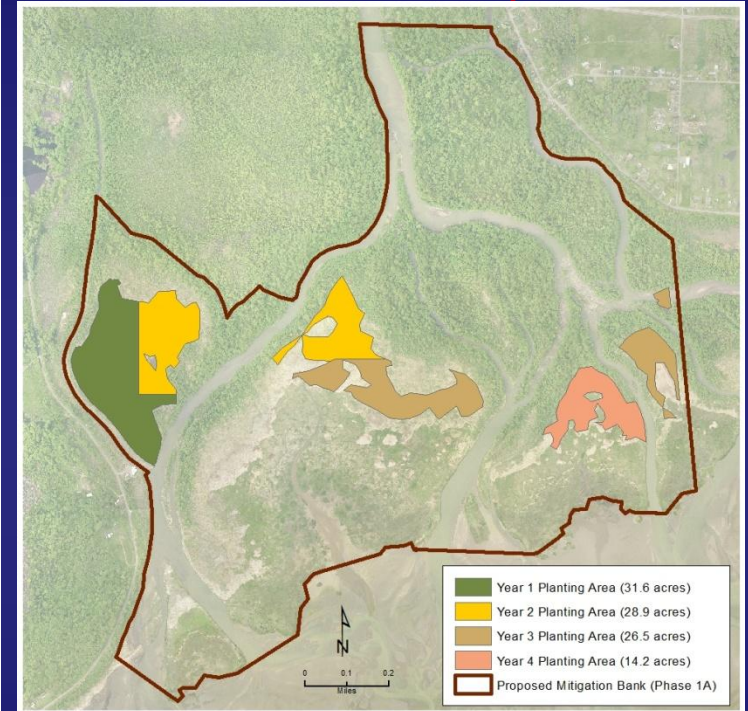 Year 1 Planting Area (31.6 acres)
Year 2 Planting Area (28.9 acres)
Year 3 Planting Area (26.5 acres)
Year 4 Planting Area (14.2 acres)
Proposed Mitigation Bank (Phase 1A)
N
0 0.1 0.2
Miles